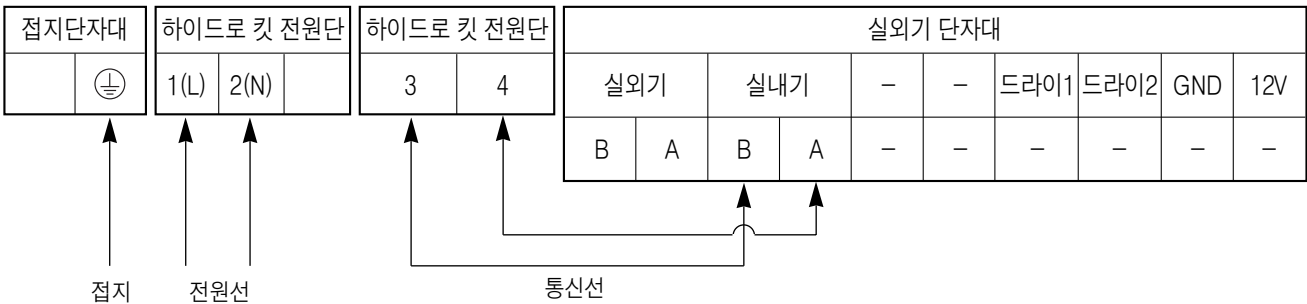 접지단자대 하이드로 킷 전원단 하이드로 킷 전원단 실외기 단자대
1(L) 2(N) 3 4 실외기 실내기 – – 드라이1 드라이2 GND 12V
B A B A – – – – – –
접지 전원선 통신선